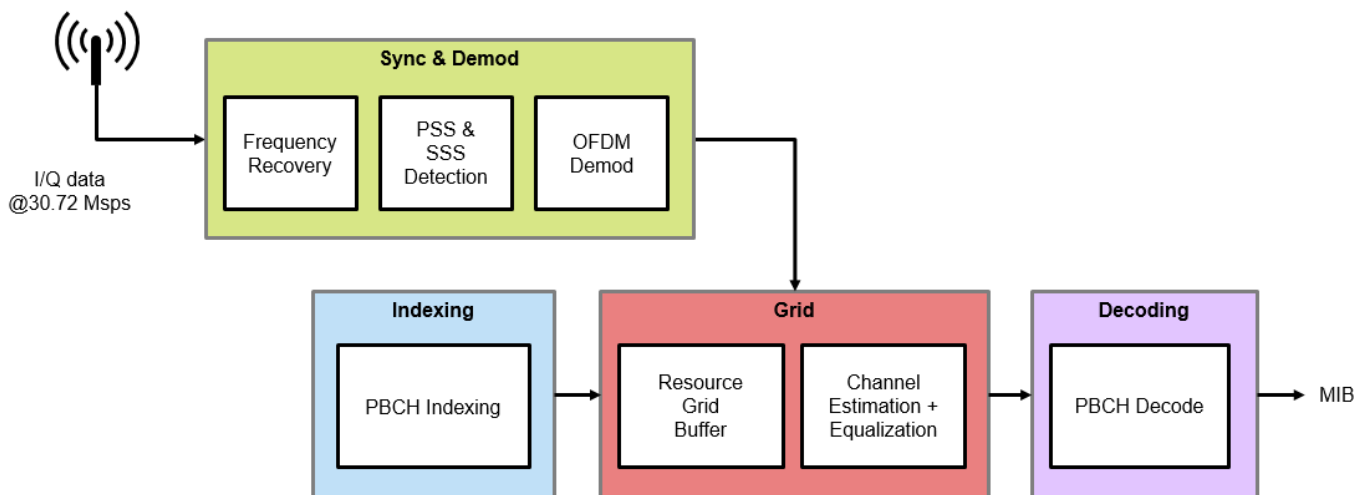 Sync & Demod
Frequency
Recovery
PSS &
SSS
Detection
OFDM
Demod
I/Q data
@30.72 Msps
Indexing
PBCH Indexing
Grid
Resource
Grid
Buffer
Channel
Estimation +
Equalization
Decoding
PBCH Decode
MIB